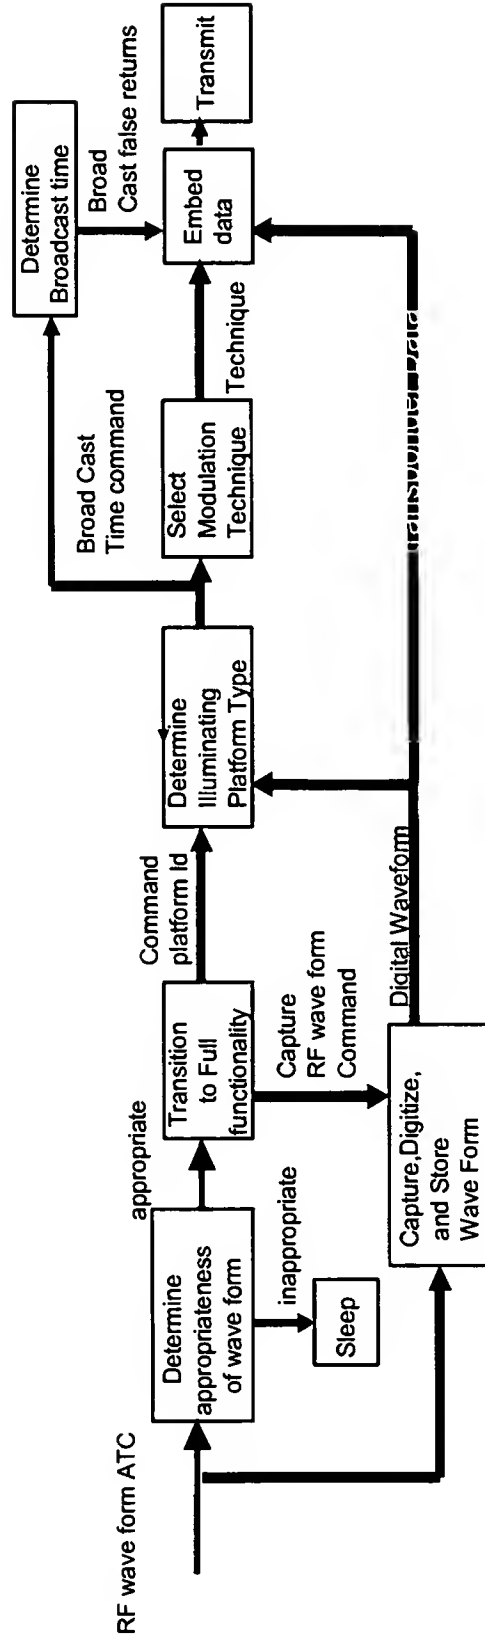 RF wave form ATC
Determine
appropriateness
of wave form
appropriate
inappropriate
Sleep
Transition
to Full
functionality
Capture
RF wave form
Command
Capture,Digitize,
and Store
Wave Form
Digital Waveform
Command
platform Id
Determine
Illuminating
Platform Type
Broad Cast
Time command
Select
Modulation
Technique
Technique
Determine
Broadcast time
Broad
Cast false returns
Embed
data
Transmit